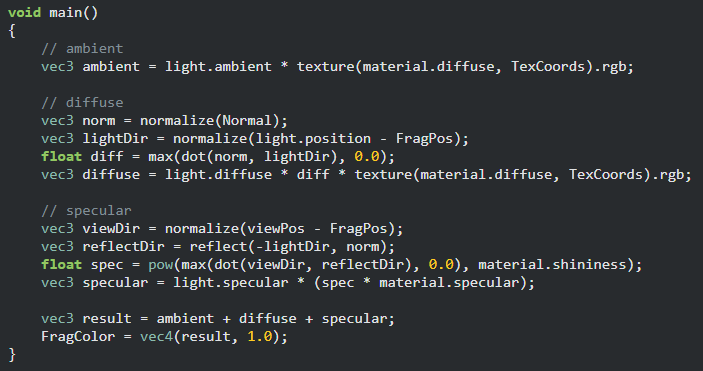 void main()
{
    // ambient
    vec3 ambient = light.ambient * texture(material.diffuse, TexCoords).rgb;

    // diffuse
    vec3 norm = normalize(Normal);
    vec3 lightDir = normalize(light.position - FragPos);
    float diff = max(dot(norm, lightDir), 0.0);
    vec3 diffuse = light.diffuse * diff * texture(material.diffuse, TexCoords).rgb;

    // specular
    vec3 viewDir = normalize(viewPos - FragPos);
    vec3 reflectDir = reflect(-lightDir, norm);
    float spec = pow(max(dot(viewDir, reflectDir), 0.0), material.shininess);
    vec3 specular = light.specular * (spec * material.specular);

    vec3 result = ambient + diffuse + specular;
    FragColor = vec4(result, 1.0);
}